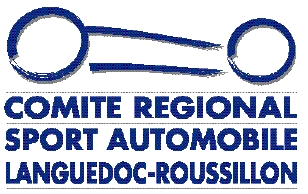 COMITE REGIONAL
SPORT AUTOMOBILE
LANGUEDOC-ROUSSILLON